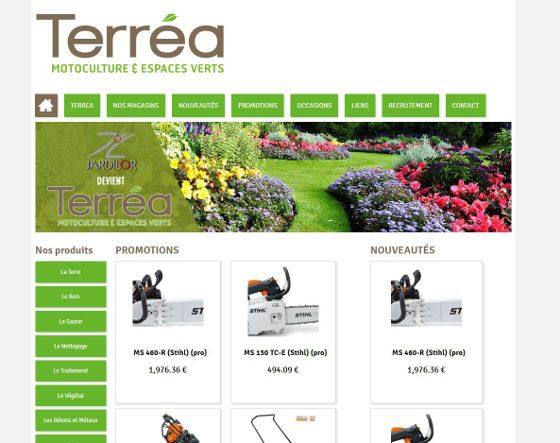 Terréa
MOTOCULTURE & ESPACES VERTS
TERREA
NOS MAGASINS
NOUVEAUTÉS
PROMOTIONS
OCCASIONS
LIENS
RECRUTEMENT
CONTACT
JARDILOR
DEVIENT
Terréa
MOTOCULTURE & ESPACES VERTS
Nos produits
La Terre
Le Bois
Le Gazon
Le Nettoyage
Le Traitement
Le Végétal
Les Bétons et Métaux
PROMOTIONS
ST
MS 460-R (Stihl) (pro)
1,976.36 €
STIHL
MS 150 TC-E (Stihl) (pro)
494.09 €
NOUVEAUTÉS
ST
MS 460-R (Stihl) (pro)
1,976.36 €